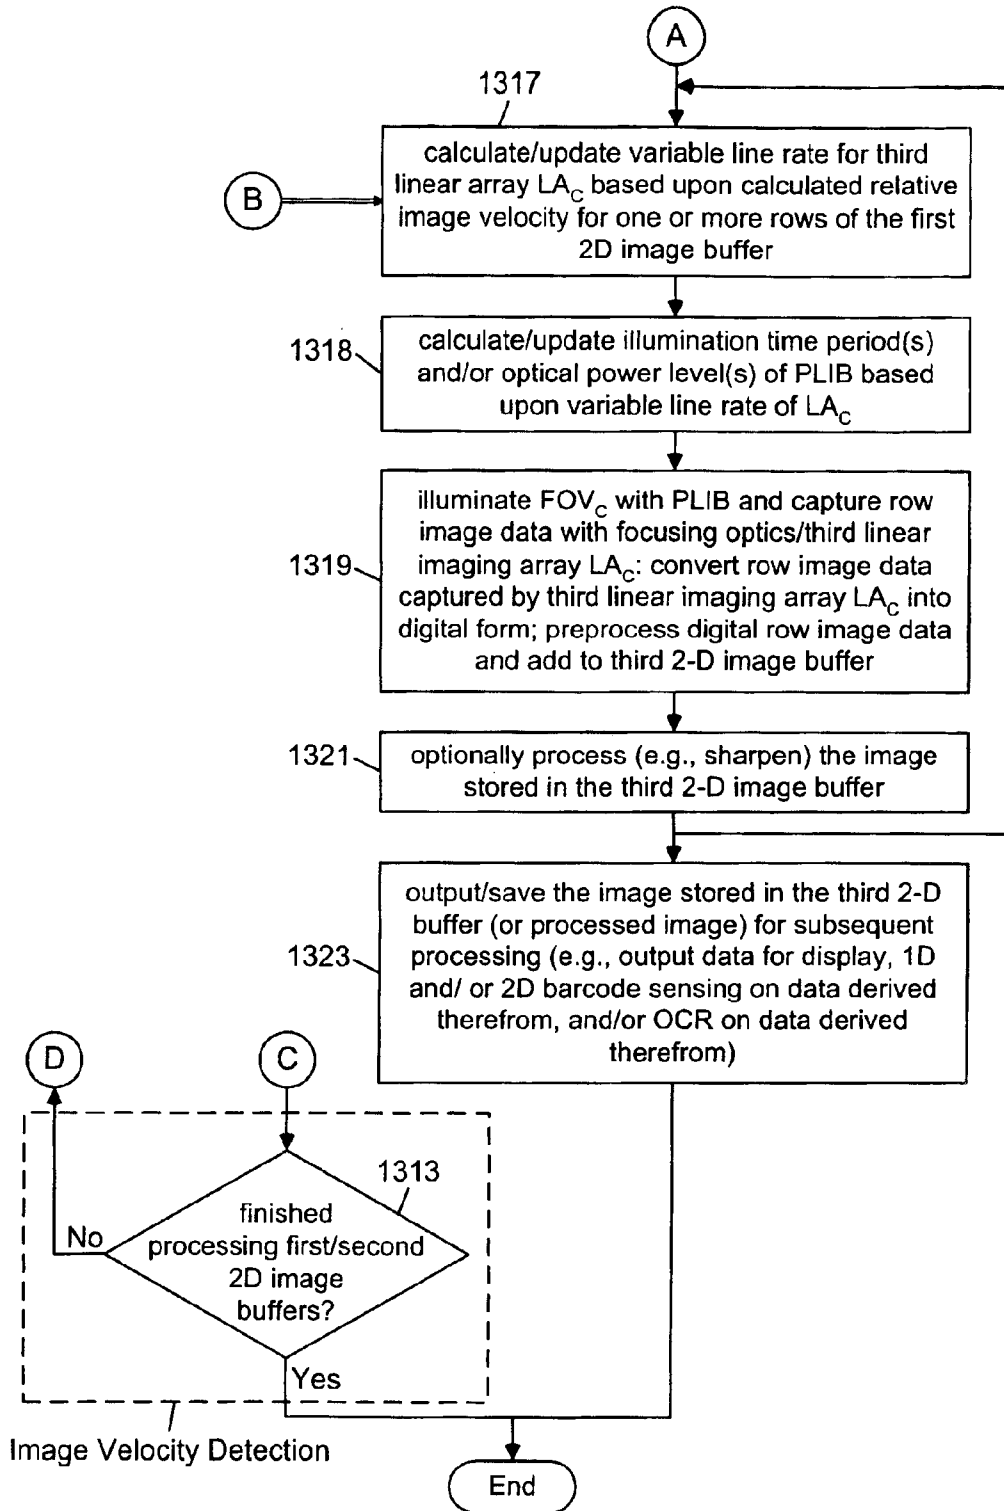 A
1317
B
calculate/update variable line rate for third
linear array LAC based upon calculated relative
image velocity for one or more rows of the first
2D image buffer
1318
calculate/update illumination time period(s)
and/or optical power level(s) of PLIB based
upon variable line rate of LAC
1319
illuminate FOVC with PLIB and capture row
image data with focusing optics/third linear
imaging array LAC: convert row image data
captured by third linear imaging array LAC into
digital form; preprocess digital row image data
and add to third 2-D image buffer
1321
optionally process (e.g., sharpen) the image
stored in the third 2-D image buffer
1323
output/save the image stored in the third 2-D
buffer (or processed image) for subsequent
processing (e.g., output data for display, 1D
and/ or 2D barcode sensing on data derived
therefrom, and/or OCR on data derived
therefrom)
D
C
1313
finished
processing first/second
2D image
buffers?
No
Yes
Image Velocity Detection
End